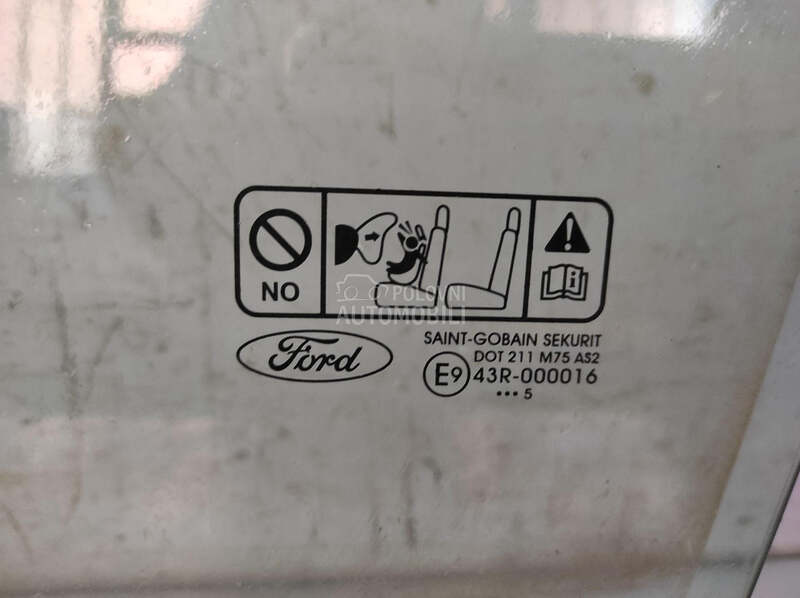 NO
POLOVNI
AUTOMOBILI
Ford
SAINT-GOBAIN SEKURIT
DOT 211 M75 AS2
E9 43R-000016
••• 5